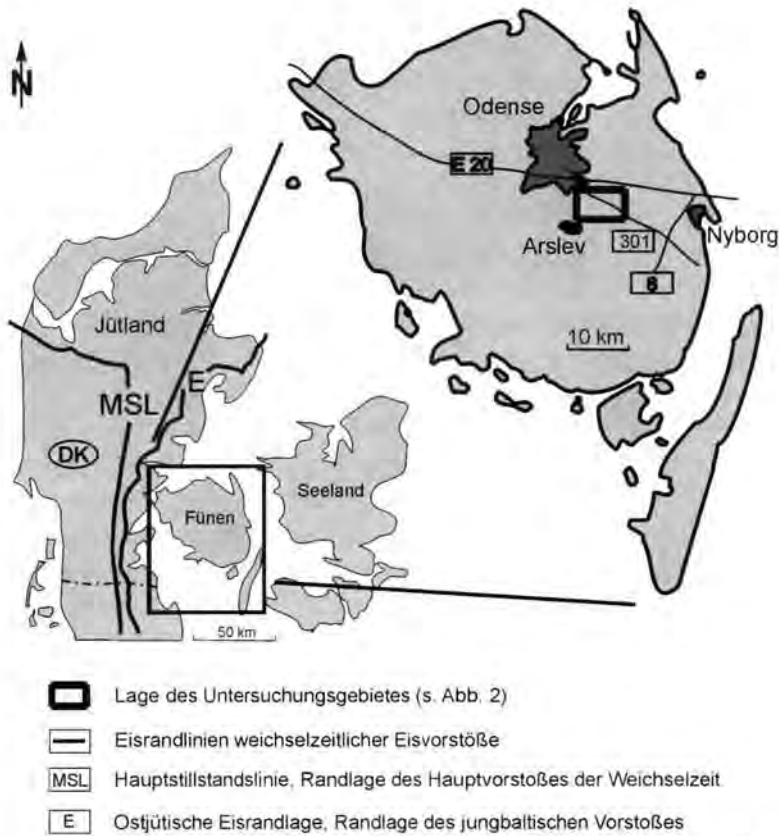 N
Odense
E 20
Arslev
301
Nyborg
8
10 km
Jütland
E
MSL
DK
Seeland
Fünen
50 km
Lage des Untersuchungsgebietes (s. Abb. 2)
Eisrandlinien weichselzeitlicher Eisvorstöße
MSL Hauptstillstandslinie, Randlage des Hauptvorstoßes der Weichselzeit
E Ostjütische Eisrandlage, Randlage des jungbaltischen Vorstoßes